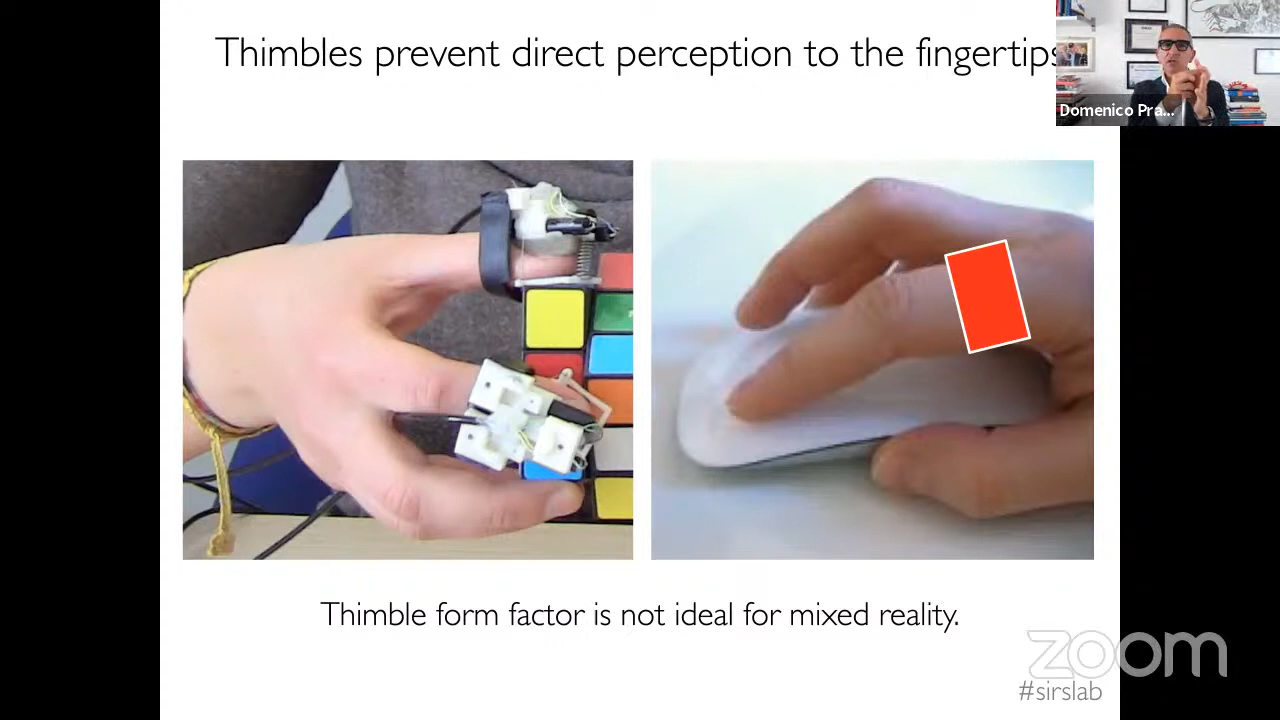 Thimbles prevent direct perception to the fingertips
Domenico Pra...
Thimble form factor is not ideal for mixed reality.
zoom
#sirslab